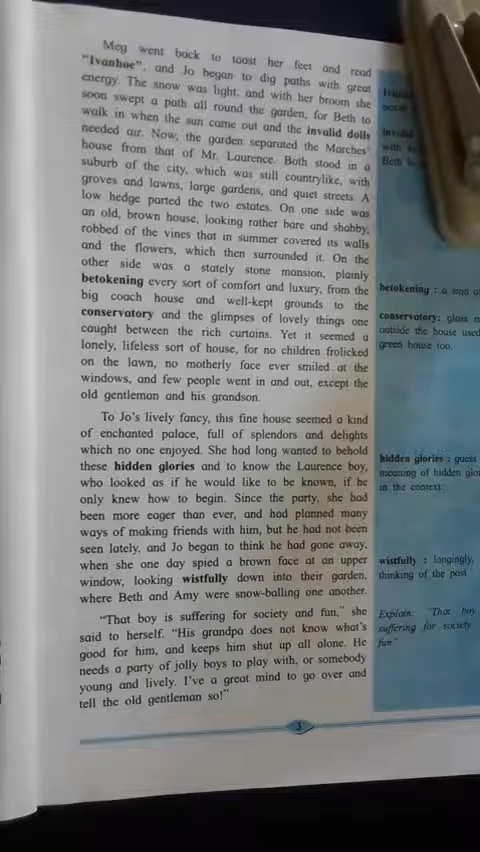 Meg went back to toast her feet and read
"Ivanhoe", and Jo began to dig paths with great
energy. The snow was light, and with her broom she
soon swept a path all round the garden, for Beth to
walk in when the sun came out and the invalid dolls
needed air. Now, the garden separated the Marches'
house from that of Mr. Laurence. Both stood in a
suburb of the city, which was still countrylike, with
groves and lawns, large gardens, and quiet streets. A
low hedge parted the two estates. On one side was
an old, brown house, looking rather bare and shabby,
robbed of the vines that in summer covered its walls
and the flowers, which then surrounded it. On the
other side was a stately stone mansion, plainly
betokening every sort of comfort and luxury, from the
big coach house and well-kept grounds to the
conservatory and the glimpses of lovely things one
caught between the rich curtains. Yet it seemed a
lonely, lifeless sort of house, for no children frolicked
on the lawn, no motherly face ever smiled at the
windows, and few people went in and out, except the
old gentleman and his grandson.
To Jo's lively fancy, this fine house seemed a kind
of enchanted palace, full of splendors and delights
which no one enjoyed. She had long wanted to behold
these hidden glories and to know the Laurence boy,
who looked as if he would like to be known, if he
only knew how to begin. Since the party, she had
been more eager than ever, and had planned many
ways of making friends with him, but he had not been
seen lately, and Jo began to think he had gone away,
when she one day spied a brown face at an upper
window, looking wistfully down into their garden,
where Beth and Amy were snow-balling one another.
"That boy is suffering for society and fun," she
said to herself. "His grandpa does not know what's
good for him, and keeps him shut up all alone. He
needs a party of jolly boys to play with, or somebody
young and lively. I've a great mind to go over and
tell the old gentleman so!"
invalid
Beth
betokening : a sign
conservatory: glass
outside the house used
green house too.
hidden glories : guess
meaning of hidden
in the context.
wistfully : longingly,
thinking of the past
Explain: "That boy
suffering for society
fun"
3